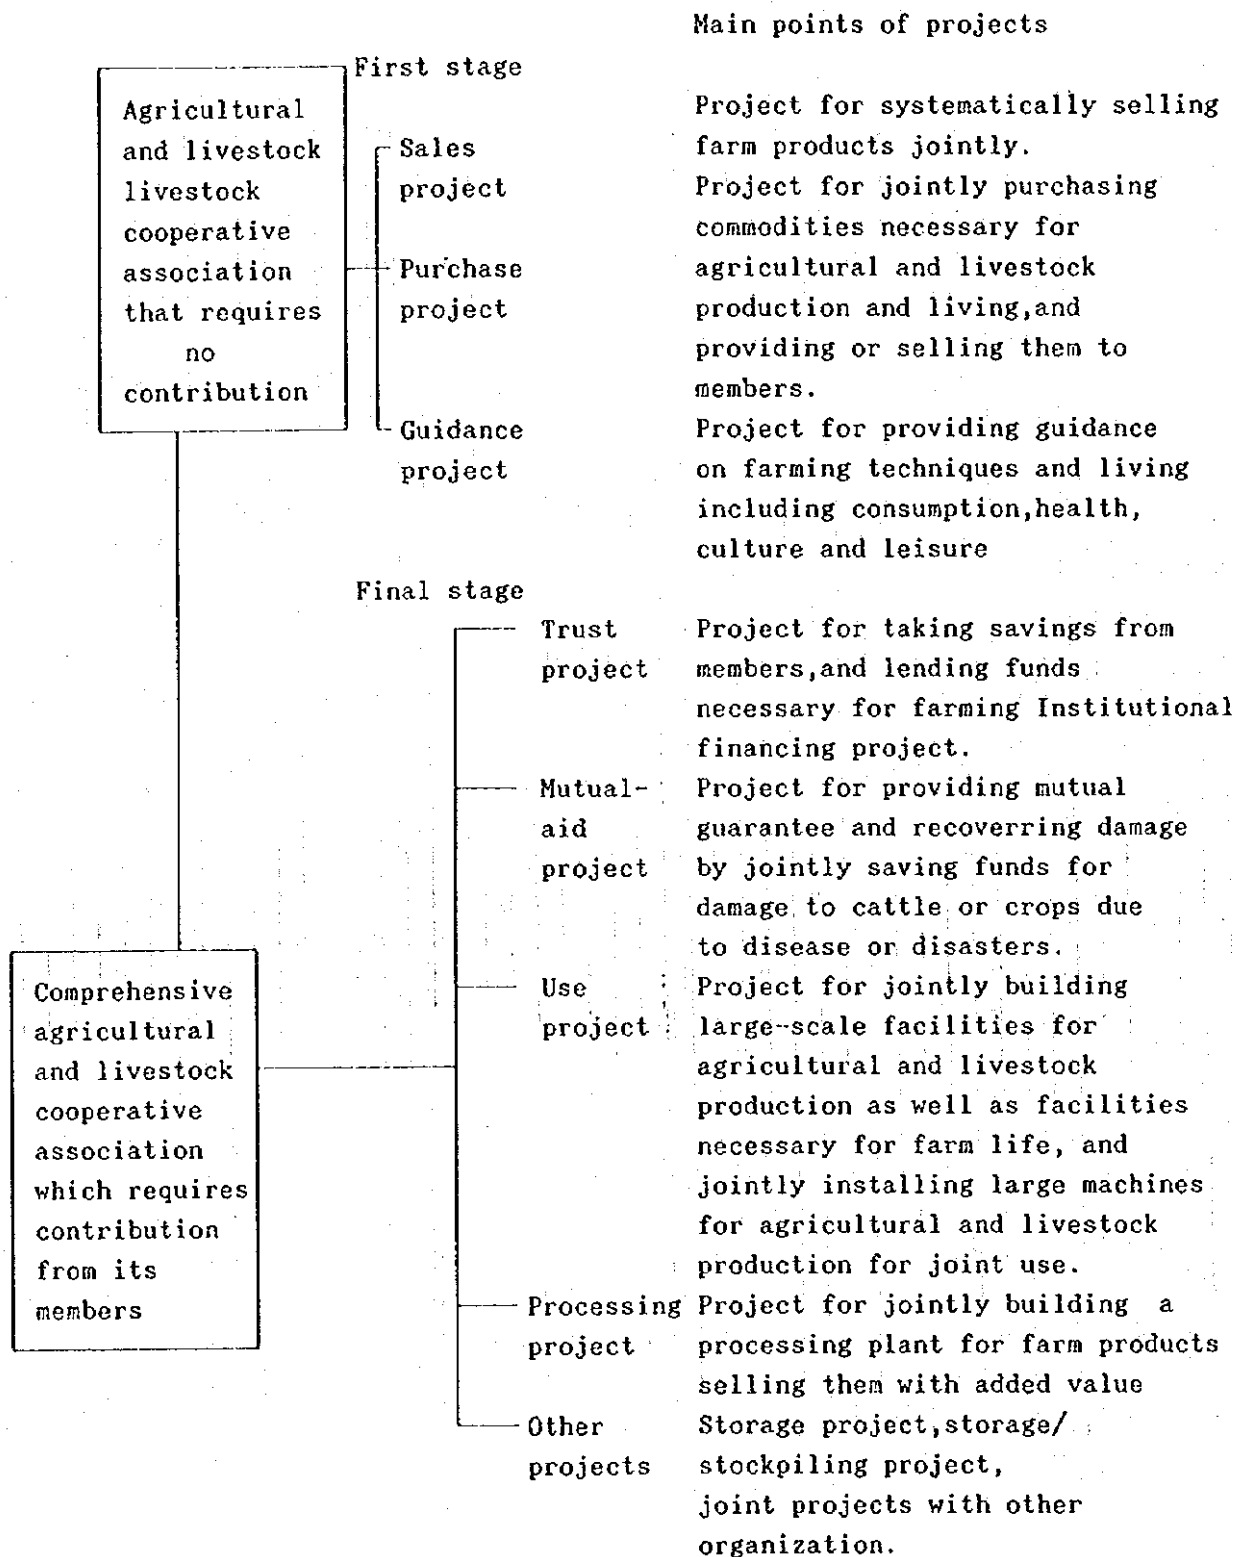 Main points of projects
First stage
Agricultural
and livestock
livestock
cooperative
association
that requires
no
contribution
Sales
project
Project for systematically selling
farm products jointly.
Purchase
project
Project for jointly purchasing
commodities necessary for
agricultural and livestock
production and living,and
providing or selling them to
members.
Guidance
project
Project for providing guidance
on farming techniques and living
including consumption,health,
culture and leisure
Final stage
Comprehensive
agricultural
and livestock
cooperative
association
which requires
contribution
from its
members
Trust
project
Project for taking savings from
members,and lending funds
necessary for farming Institutional
financing project.
Mutual-
aid
project
Project for providing mutual
guarantee and recoverring damage
by jointly saving funds for
damage to cattle or crops due
to disease or disasters.
Use
project
Project for jointly building
large-scale facilities for
agricultural and livestock
production as well as facilities
necessary for farm life, and
jointly installing large machines
for agricultural and livestock
production for joint use.
Processing
project
Project for jointly building a
processing plant for farm products
selling them with added value
Other
projects
Storage project,storage/
stockpiling project,
joint projects with other
organization.